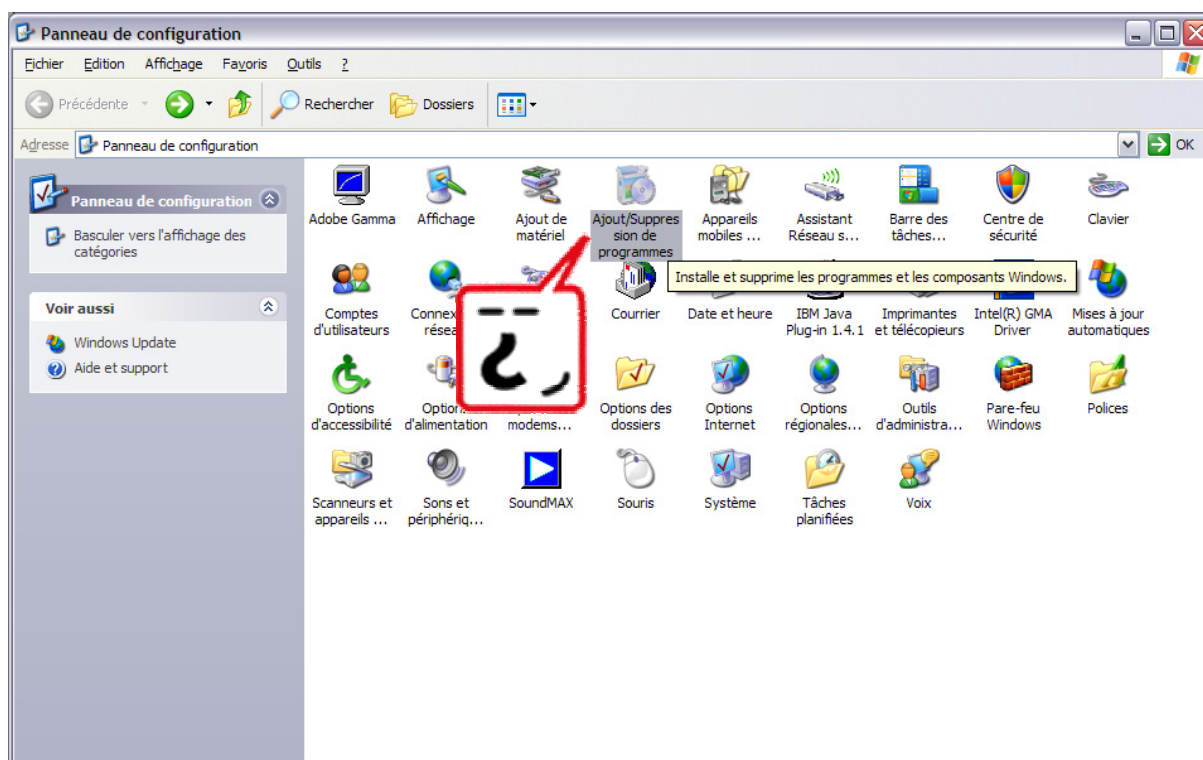 Panneau de configuration
Fichier Edition Affichage Favoris Outils ?
Précédente Rechercher Dossiers
Adresse Panneau de configuration OK
Panneau de configuration
Basculer vers l'affichage des
catégories
Voir aussi
Windows Update
Aide et support
Adobe Gamma
Affichage
Ajout de
matériel
Ajout/Suppres
sion de
programmes
Appareils
mobiles ...
Assistant
Réseau s...
Barre des
tâches...
Centre de
sécurité
Clavier
Installe et supprime les programmes et les composants Windows.
Comptes
d'utilisateurs
Courrier
Date et heure
IBM Java
Plug-in 1.4.1
Imprimantes
et télécopieurs
Intel(R) GMA
Driver
Mises à jour
automatiques
Options
d'accessibilité
d'alimentation
modems...
Options des
dossiers
Options
Internet
Options
régionales...
Outils
d'administra...
Pare-feu
Windows
Polices
Scanneurs et
appareils ...
Sons et
périphériq...
SoundMAX
Souris
Système
Tâches
planifiées
Voix